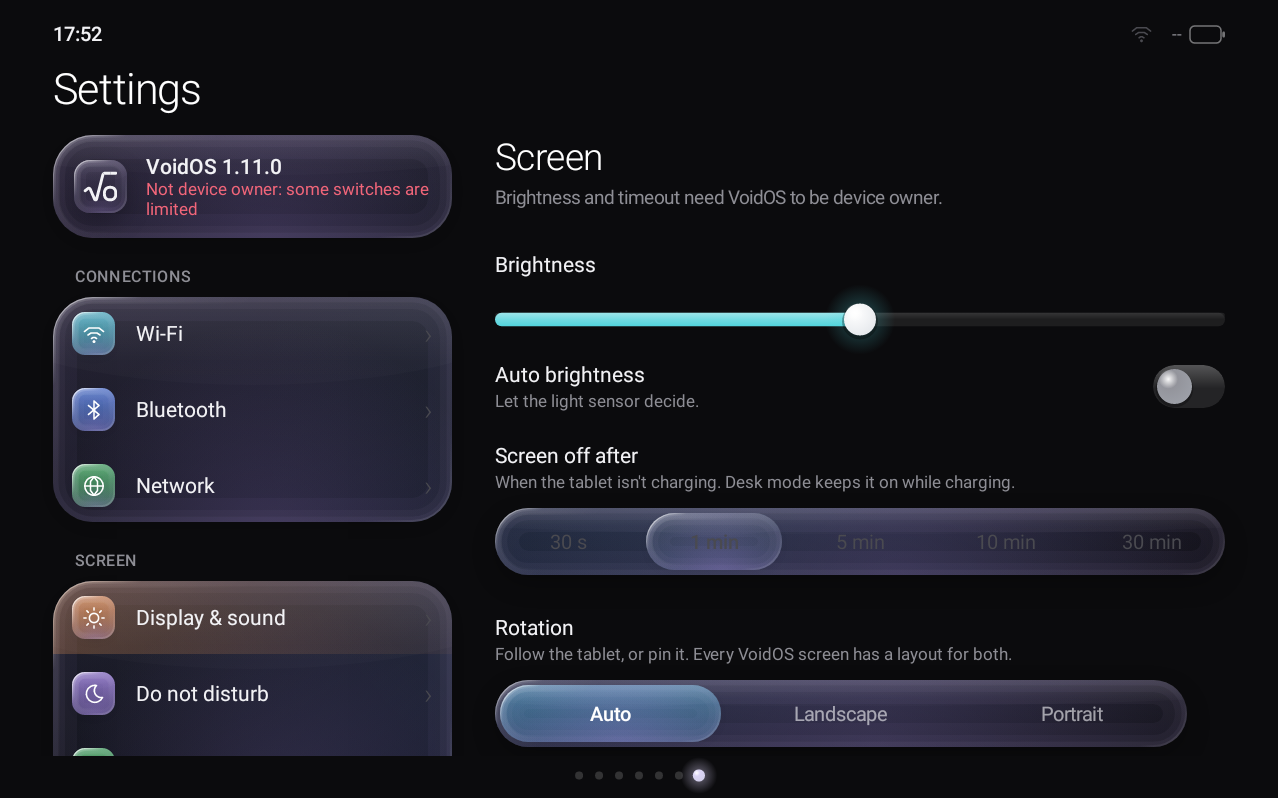 17:52
--
Settings
VoidOS 1.11.0
Not device owner: some switches are
limited
CONNECTIONS
Wi-Fi
Bluetooth
Network
SCREEN
Display & sound
Do not disturb
Screen
Brightness and timeout need VoidOS to be device owner.
Brightness
Auto brightness
Let the light sensor decide.
Screen off after
When the tablet isn't charging. Desk mode keeps it on while charging.
30 s 1 min 5 min 10 min 30 min
Rotation
Follow the tablet, or pin it. Every VoidOS screen has a layout for both.
Auto Landscape Portrait